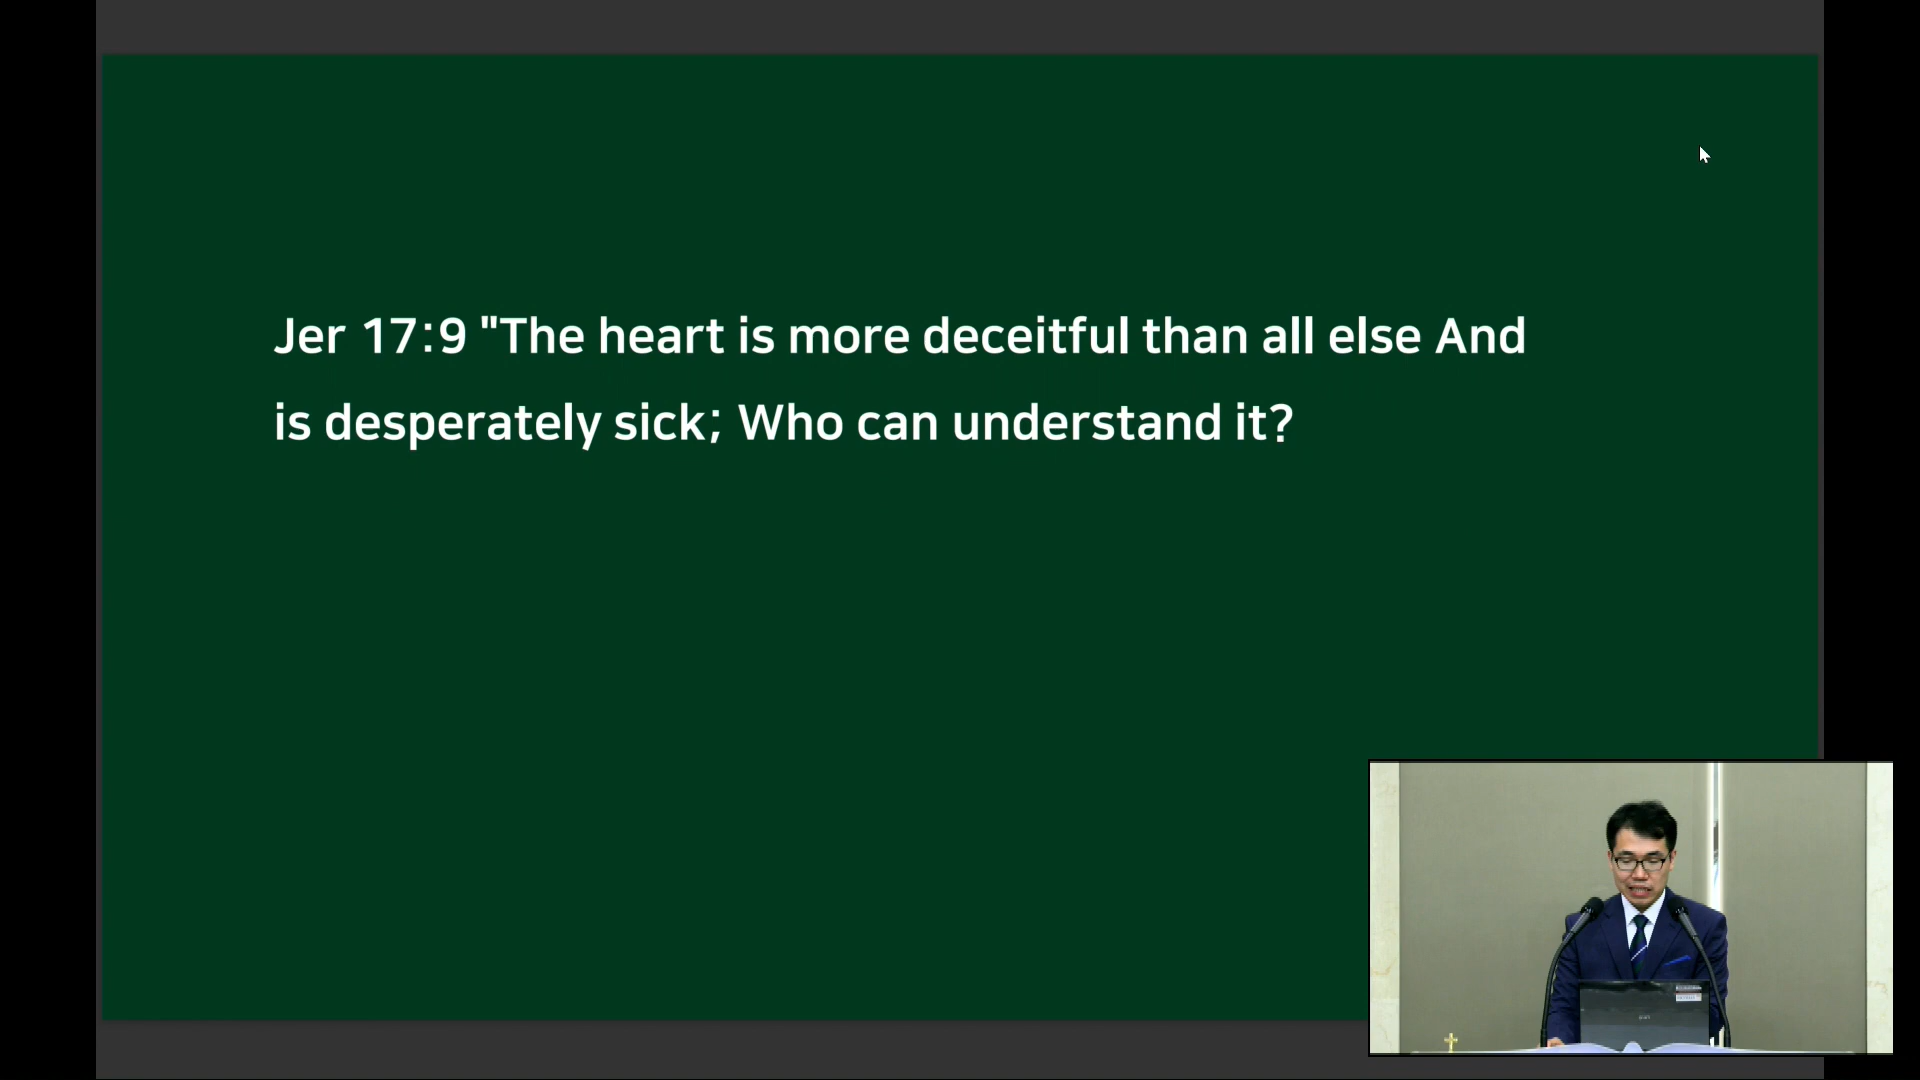 Jer 17:9 "The heart is more deceitful than all else And
is desperately sick; Who can understand it?